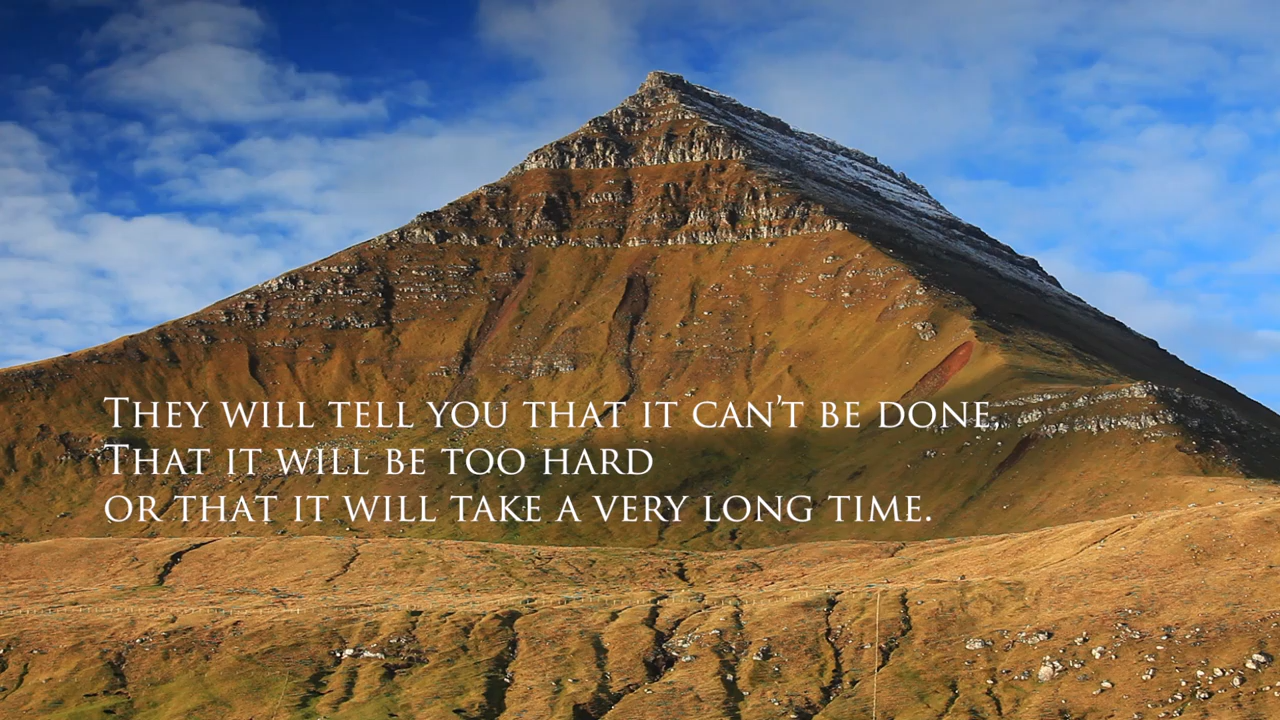 They will tell you that it can't be done,
That it will be too hard
or that it will take a very long time.